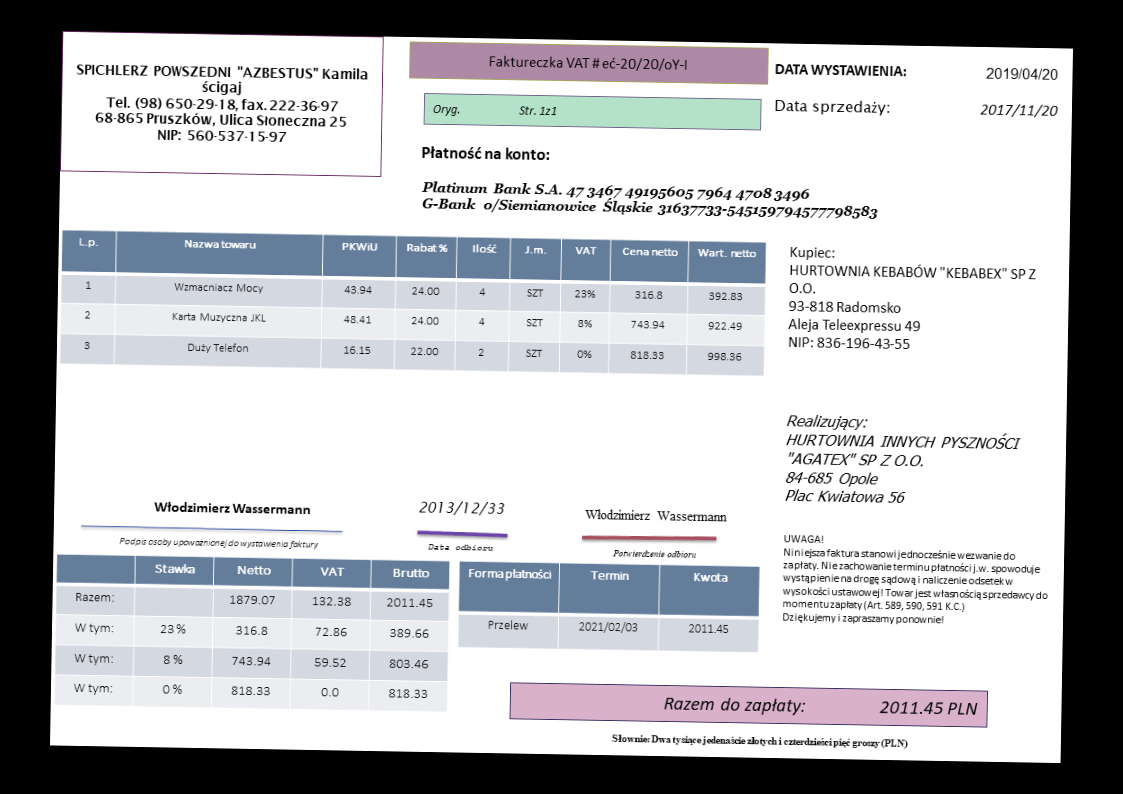 SPICHLERZ POWSZEDNI "AZBESTUS" Kamila
ścigaj
Tel. (98) 650-29-18, fax. 222-36-97
68-865 Pruszków, Ulica Słoneczna 25
NIP: 560-537-15-97
Faktureczka VAT # eć-20/20/oY-I
Oryg. Str. 1z1
DATA WYSTAWIENIA: 2019/04/20
Data sprzedaży: 2017/11/20
Płatność na konto:
Platinum Bank S.A. 47 3467 49195605 7964 4708 3496
G-Bank o/Siemianowice Śląskie 31637733-545159794577798583
L.p. Nazwa towaru PKWiU Rabat % Ilość J.m. VAT Cena netto Wart. netto
1 Wzmacniacz Mocy 43.94 24.00 4 SZT 23% 316.8 392.83
2 Karta Muzyczna JKL 48.41 24.00 4 SZT 8% 743.94 922.49
3 Duży Telefon 16.15 22.00 2 SZT 0% 818.33 998.36
Kupiec:
HURTOWNIA KEBABÓW "KEBABEX" SP Z
O.O.
93-818 Radomsko
Aleja Teleexpressu 49
NIP: 836-196-43-55
Realizujący:
HURTOWNIA INNYCH PYSZNOŚCI
"AGATEX" SP Z O.O.
84-685 Opole
Plac Kwiatowa 56
Włodzimierz Wassermann
Podpis osoby upoważnionej do wystawienia faktury
2013/12/33
Data odbioru
Włodzimierz Wassermann
Potwierdzenie odbioru
UWAGA!
Niniejsza faktura stanowi jednocześnie wezwanie do
zapłaty. Nie zachowanie terminu płatności j.w. spowoduje
wystąpienie na drogę sądową i naliczenie odsetek w
wysokości ustawowej! Towar jest własnością sprzedawcy do
momentu zapłaty (Art. 589, 590, 591 K.C.)
Dziękujemy i zapraszamy ponownie!
Stawka Netto VAT Brutto
Razem: 1879.07 132.38 2011.45
W tym: 23 % 316.8 72.86 389.66
W tym: 8 % 743.94 59.52 803.46
W tym: 0 % 818.33 0.0 818.33
Forma płatności Termin Kwota
Przelew 2021/02/03 2011.45
Razem do zapłaty: 2011.45 PLN
Słownie: Dwa tysiące jedenaście złotych i czterdzieści pięć groszy (PLN)